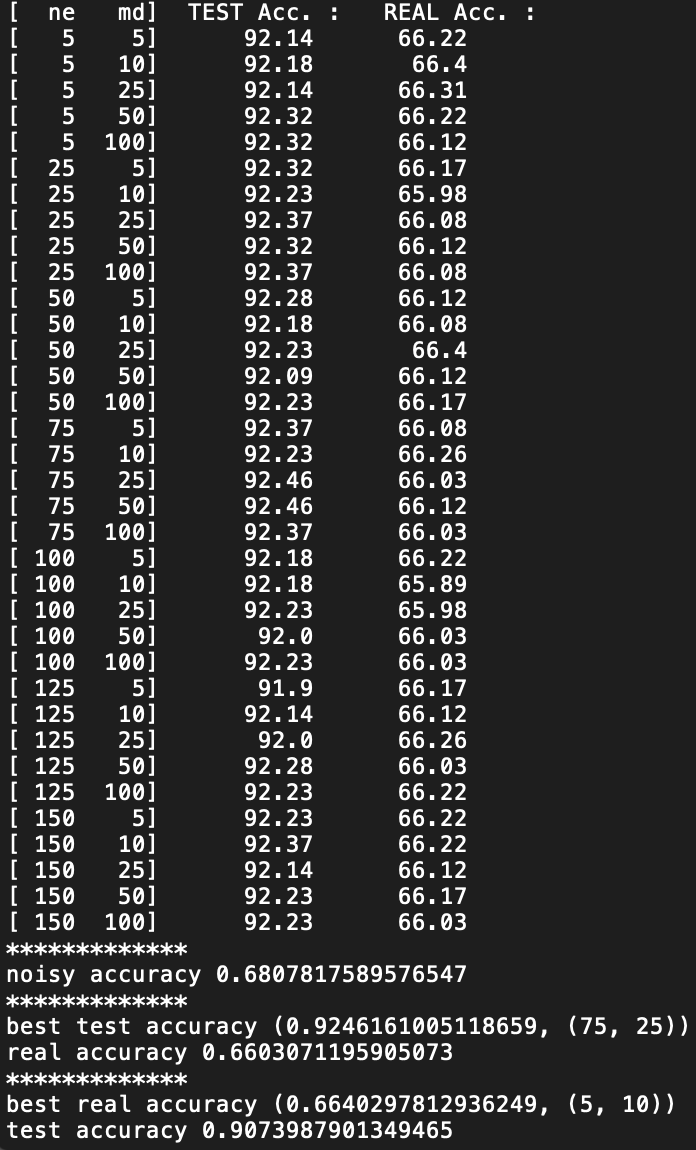 [  ne   md]  TEST Acc. :   REAL Acc. :
[   5    5]      92.14      66.22
[   5   10]      92.18       66.4
[   5   25]      92.14      66.31
[   5   50]      92.32      66.22
[   5  100]      92.32      66.12
[  25    5]      92.32      66.17
[  25   10]      92.23      65.98
[  25   25]      92.37      66.08
[  25   50]      92.32      66.12
[  25  100]      92.37      66.08
[  50    5]      92.28      66.12
[  50   10]      92.18      66.08
[  50   25]      92.23       66.4
[  50   50]      92.09      66.12
[  50  100]      92.23      66.17
[  75    5]      92.37      66.08
[  75   10]      92.23      66.26
[  75   25]      92.46      66.03
[  75   50]      92.46      66.12
[  75  100]      92.37      66.03
[ 100    5]      92.18      66.22
[ 100   10]      92.18      65.89
[ 100   25]      92.23      65.98
[ 100   50]       92.0      66.03
[ 100  100]      92.23      66.03
[ 125    5]       91.9      66.17
[ 125   10]      92.14      66.12
[ 125   25]       92.0      66.26
[ 125   50]      92.28      66.03
[ 125  100]      92.23      66.22
[ 150    5]      92.23      66.22
[ 150   10]      92.37      66.22
[ 150   25]      92.14      66.12
[ 150   50]      92.23      66.17
[ 150  100]      92.23      66.03
*************
noisy accuracy 0.6807817589576547
*************
best test accuracy (0.9246161005118659, (75, 25))
real accuracy 0.6603071195905073
*************
best real accuracy (0.6640297812936249, (5, 10))
test accuracy 0.9073987901349465